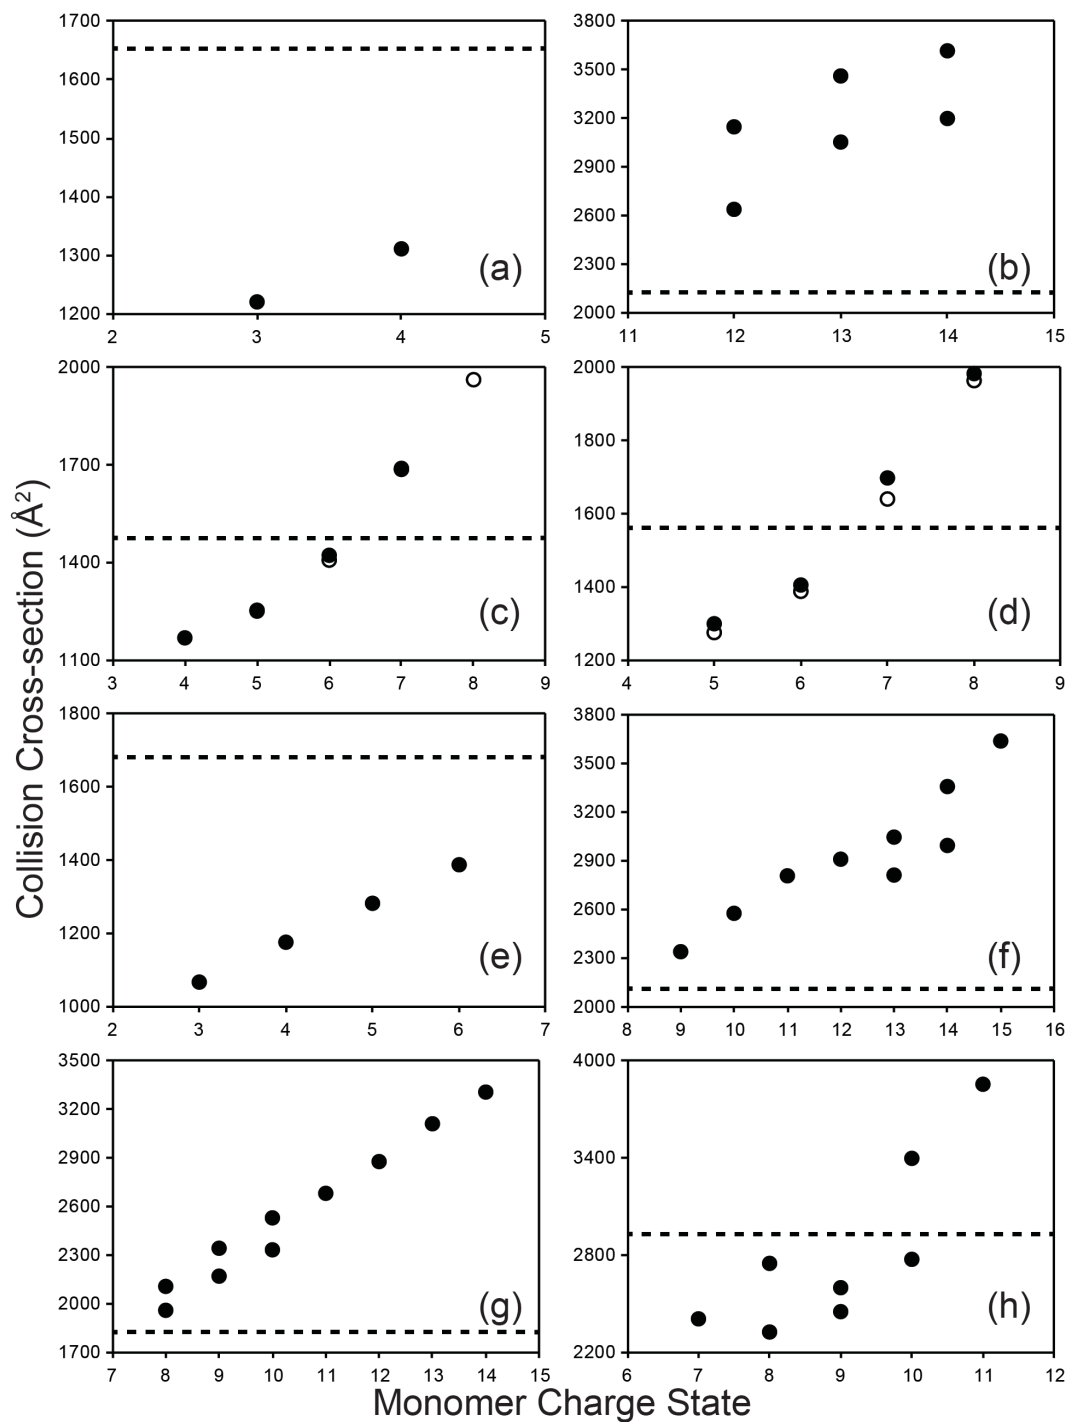 Collision Cross-section (Å²)
1700
1600
1500
1400
1300
1200
2 3 4 5
(a)
3800
3500
3200
2900
2600
2300
2000
11 12 13 14 15
(b)
2000
1700
1400
1100
3 4 5 6 7 8 9
(c)
2000
1800
1600
1400
1200
4 5 6 7 8 9
(d)
1800
1600
1400
1200
1000
2 3 4 5 6 7
(e)
3800
3500
3200
2900
2600
2300
2000
8 9 10 11 12 13 14 15 16
(f)
3500
3200
2900
2600
2300
2000
1700
7 8 9 10 11 12 13 14 15
(g)
4000
3400
2800
2200
6 7 8 9 10 11 12
(h)
Monomer Charge State